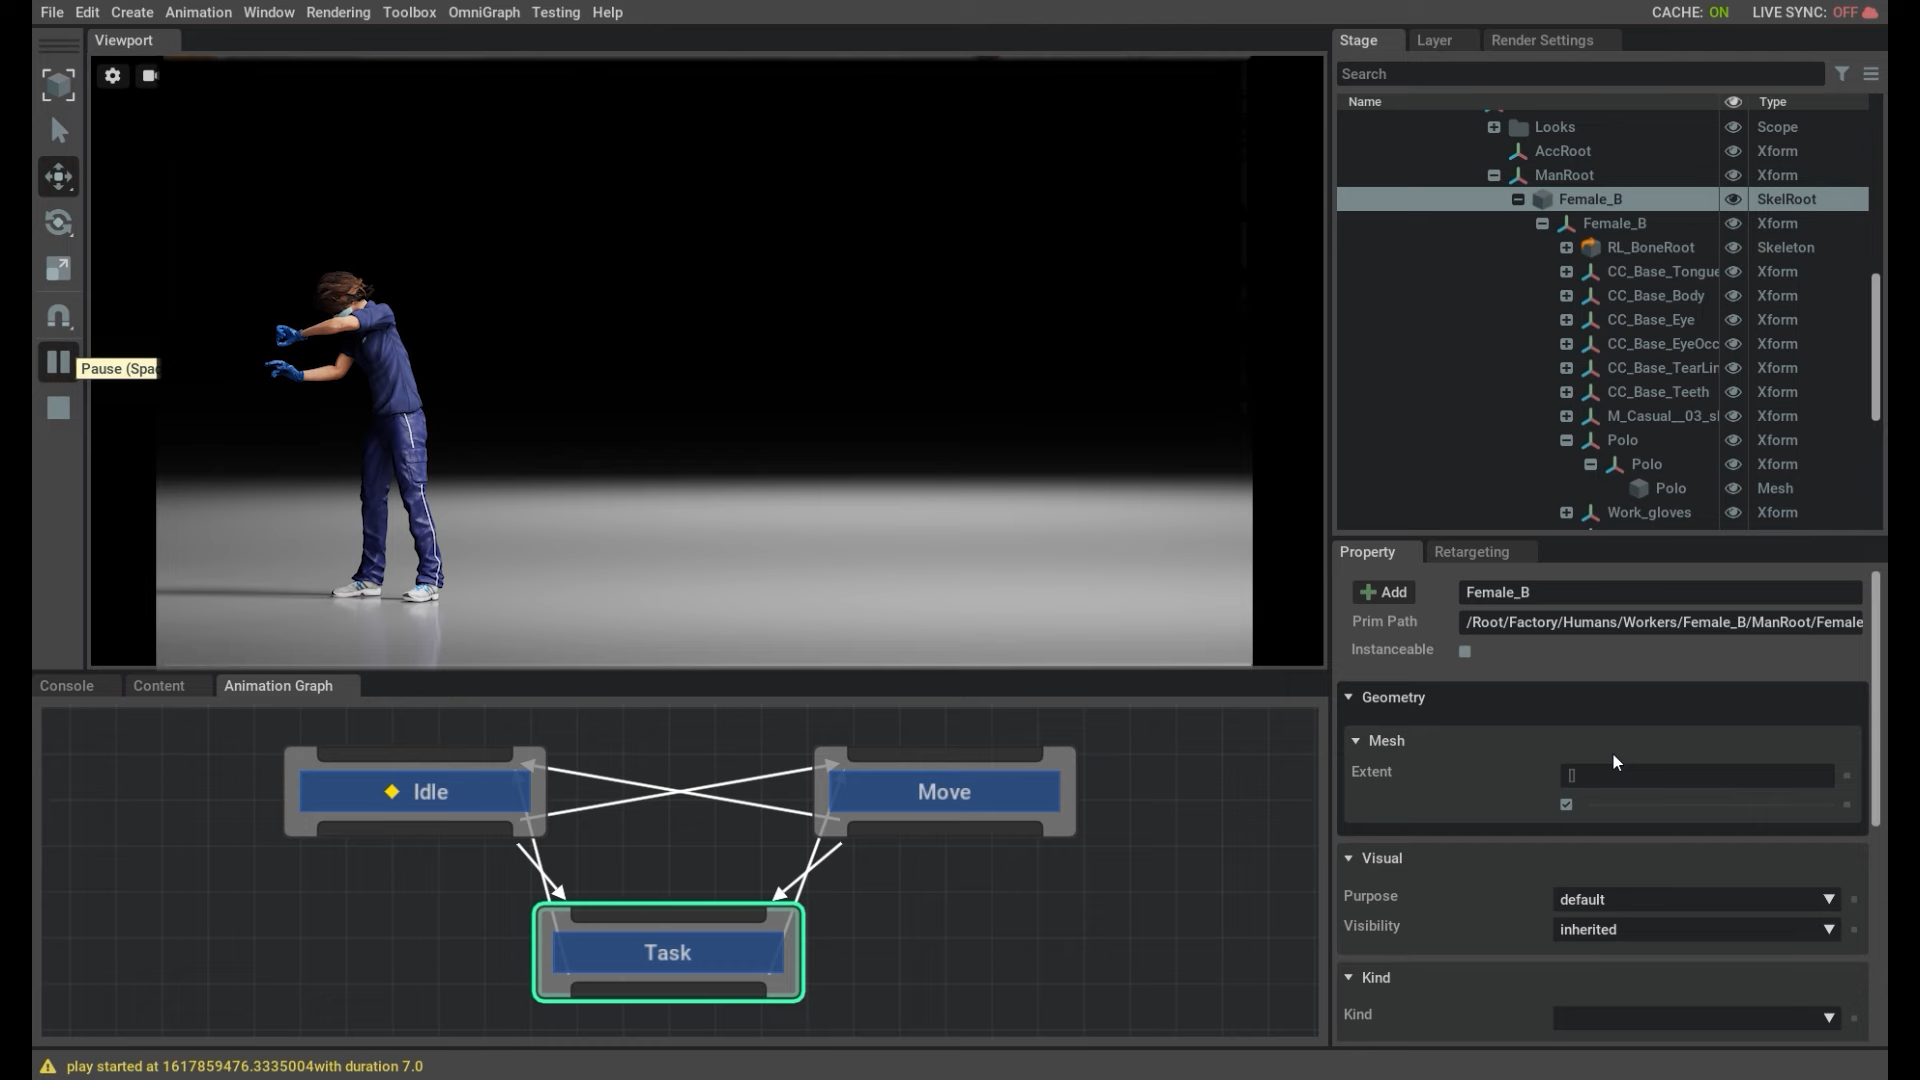 File Edit Create Animation Window Rendering Toolbox OmniGraph Testing Help
CACHE: ON LIVE SYNC: OFF
Viewport
Pause (Spac
Stage Layer Render Settings
Search
Name Type
Looks Scope
AccRoot Xform
ManRoot Xform
Female_B SkelRoot
Female_B Xform
RL_BoneRoot Skeleton
CC_Base_Tongue Xform
CC_Base_Body Xform
CC_Base_Eye Xform
CC_Base_EyeOcc Xform
CC_Base_TearLin Xform
CC_Base_Teeth Xform
M_Casual__03_sl Xform
Polo Xform
Polo Xform
Polo Mesh
Work_gloves Xform
Property Retargeting
Add Female_B
Prim Path /Root/Factory/Humans/Workers/Female_B/ManRoot/Female
Instanceable
Geometry
Mesh
Extent []
Visual
Purpose default
Visibility inherited
Kind
Kind
Console Content Animation Graph
Idle Move
Task
play started at 1617859476.3335004with duration 7.0